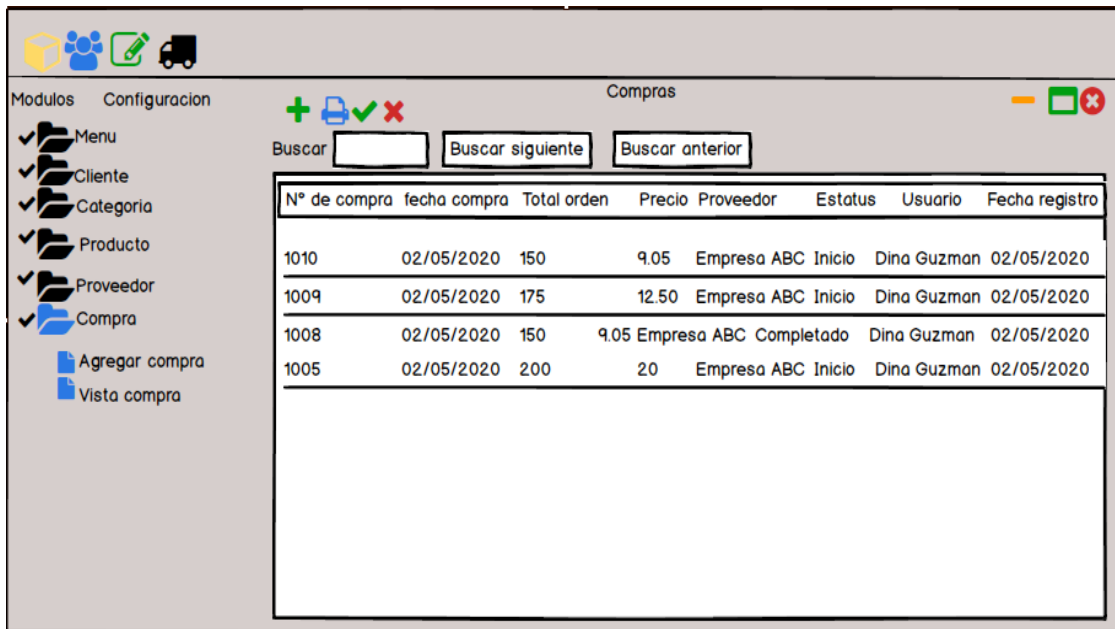 Compras
Modulos Configuracion
Menu
Cliente
Categoria
Producto
Proveedor
Compra
Agregar compra
Vista compra
Buscar Buscar siguiente Buscar anterior
N° de compra fecha compra Total orden Precio Proveedor Estatus Usuario Fecha registro
1010 02/05/2020 150 9.05 Empresa ABC Inicio Dina Guzman 02/05/2020
1009 02/05/2020 175 12.50 Empresa ABC Inicio Dina Guzman 02/05/2020
1008 02/05/2020 150 9.05 Empresa ABC Completado Dina Guzman 02/05/2020
1005 02/05/2020 200 20 Empresa ABC Inicio Dina Guzman 02/05/2020